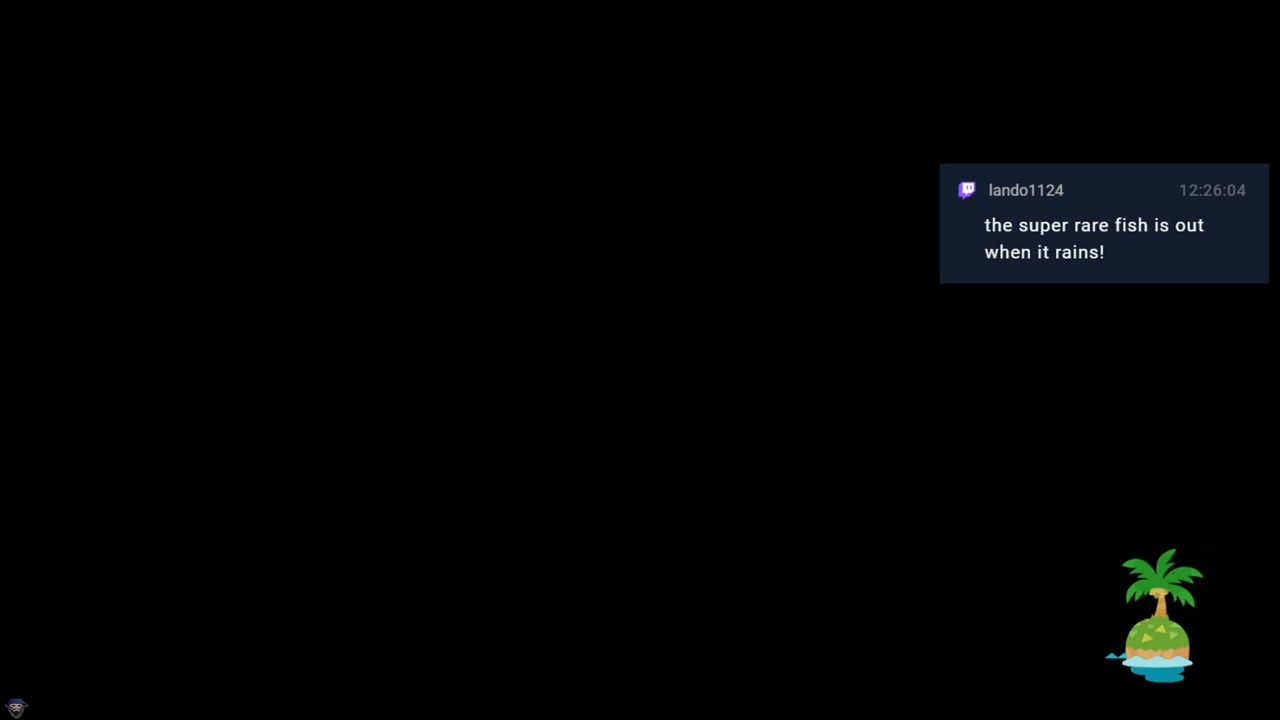 lando1124 12:26:04
the super rare fish is out
when it rains!